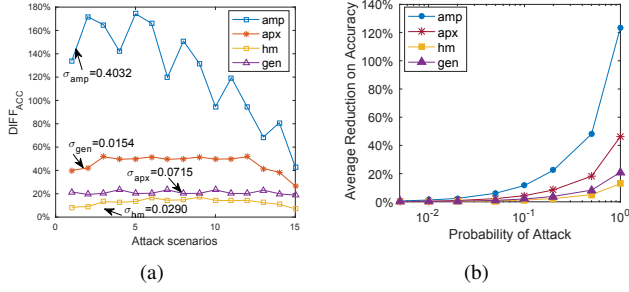 180%
160%
140%
120%
100%
80%
60%
40%
20%
0%
DIFF_ACC
amp
apx
hm
gen
σ_amp=0.4032
σ_gen=0.0154
σ_apx=0.0715
σ_hm=0.0290
0 5 10 15
Attack scenarios
(a)
140%
120%
100%
80%
60%
40%
20%
0%
Average Reduction on Accuracy
amp
apx
hm
gen
10^-2 10^-1 10^0
Probability of Attack
(b)